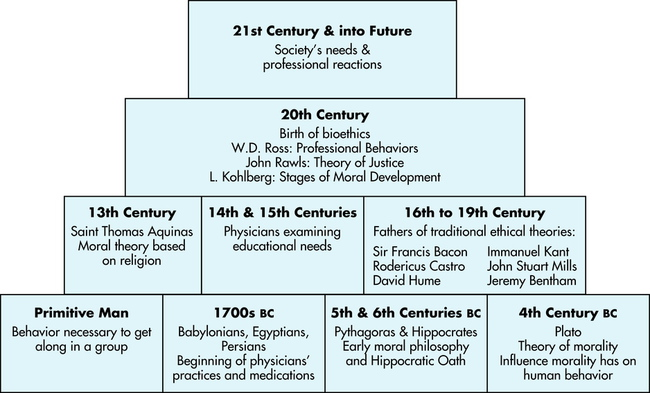 21st Century & into Future
Society's needs &
professional reactions
20th Century
Birth of bioethics
W.D. Ross: Professional Behaviors
John Rawls: Theory of Justice
L. Kohlberg: Stages of Moral Development
13th Century
Saint Thomas Aquinas
Moral theory based
on religion
14th & 15th Centuries
Physicians examining
educational needs
16th to 19th Century
Fathers of traditional ethical theories:
Sir Francis Bacon
Rodericus Castro
David Hume
Immanuel Kant
John Stuart Mills
Jeremy Bentham
Primitive Man
Behavior necessary to get
along in a group
1700s BC
Babylonians, Egyptians,
Persians
Beginning of physicians'
practices and medications
5th & 6th Centuries BC
Pythagoras & Hippocrates
Early moral philosophy
and Hippocratic Oath
4th Century BC
Plato
Theory of morality
Influence morality has on
human behavior